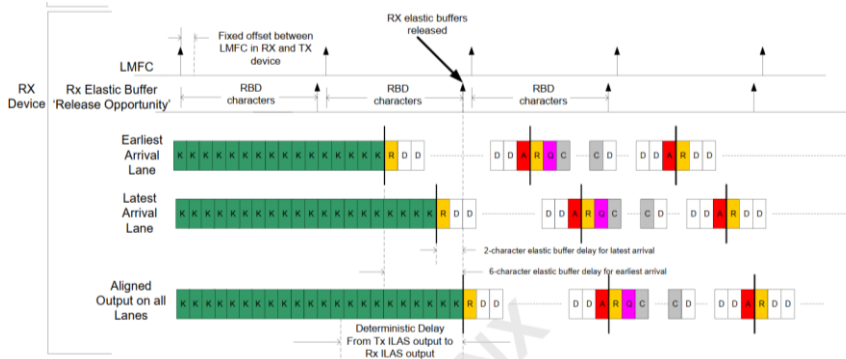 RX elastic buffers
released
Fixed offset between
LMFC in RX and TX
device
LMFC
RX
Device
Rx Elastic Buffer
'Release Opportunity'
RBD
characters
RBD
characters
RBD
characters
Earliest
Arrival
Lane
K K K K K K K K K K K K K K K K R D D D D A R Q C C D D D A R D D
Latest
Arrival
Lane
K K K K K K K K K K K K K K K K K K K K R D D D D A R Q C C D D D A R D D
2-character elastic buffer delay for latest arrival
6-character elastic buffer delay for earliest arrival
Aligned
Output on all
Lanes
K K K K K K K K K K K K K K K K K K K K K K R D D D D A R Q C C D D D A R D D
Deterministic Delay
From Tx ILAS output to
Rx ILAS output